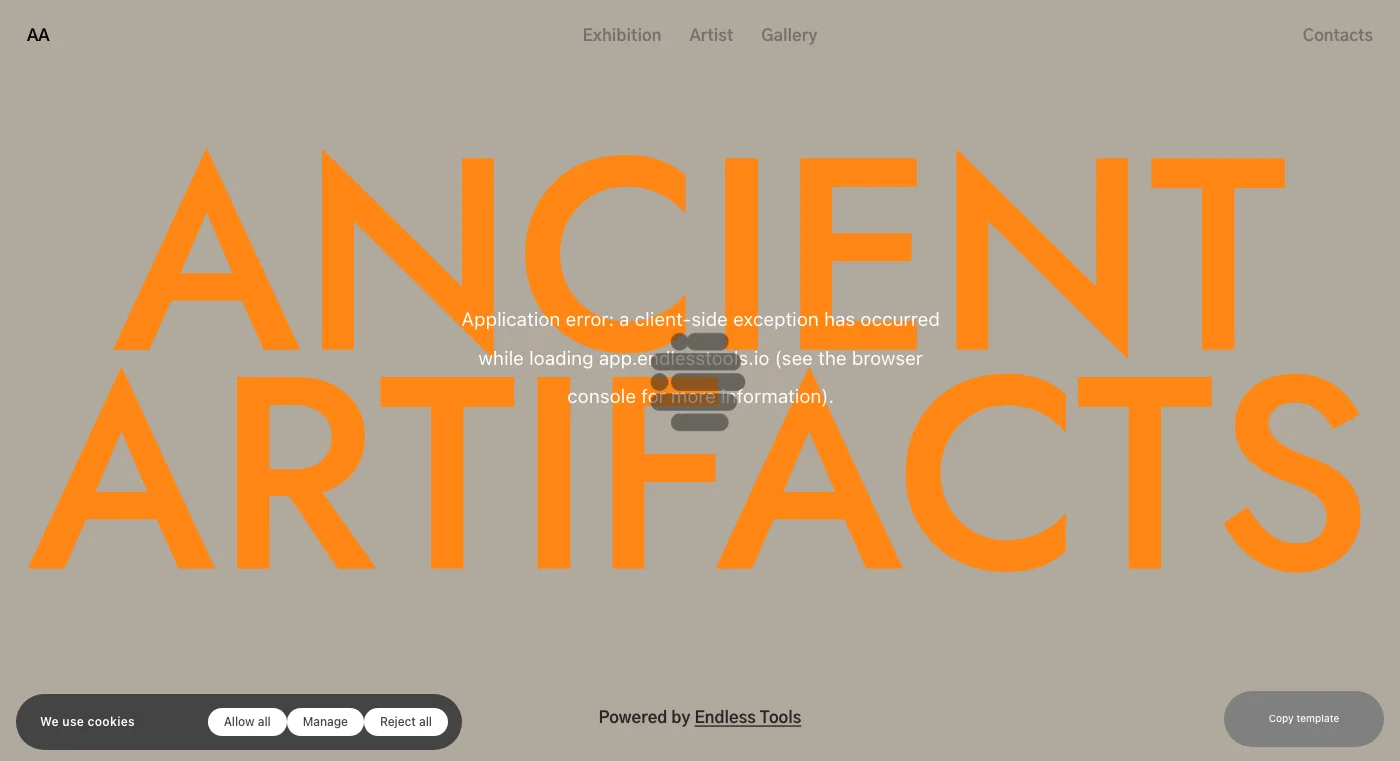 AA
Exhibition Artist Gallery
Contacts
ANCIENT
ARTIFACTS
Application error: a client-side exception has occurred
while loading app.endlesstools.io (see the browser
console for more information).
We use cookies
Allow all
Manage
Reject all
Powered by Endless Tools
Copy template